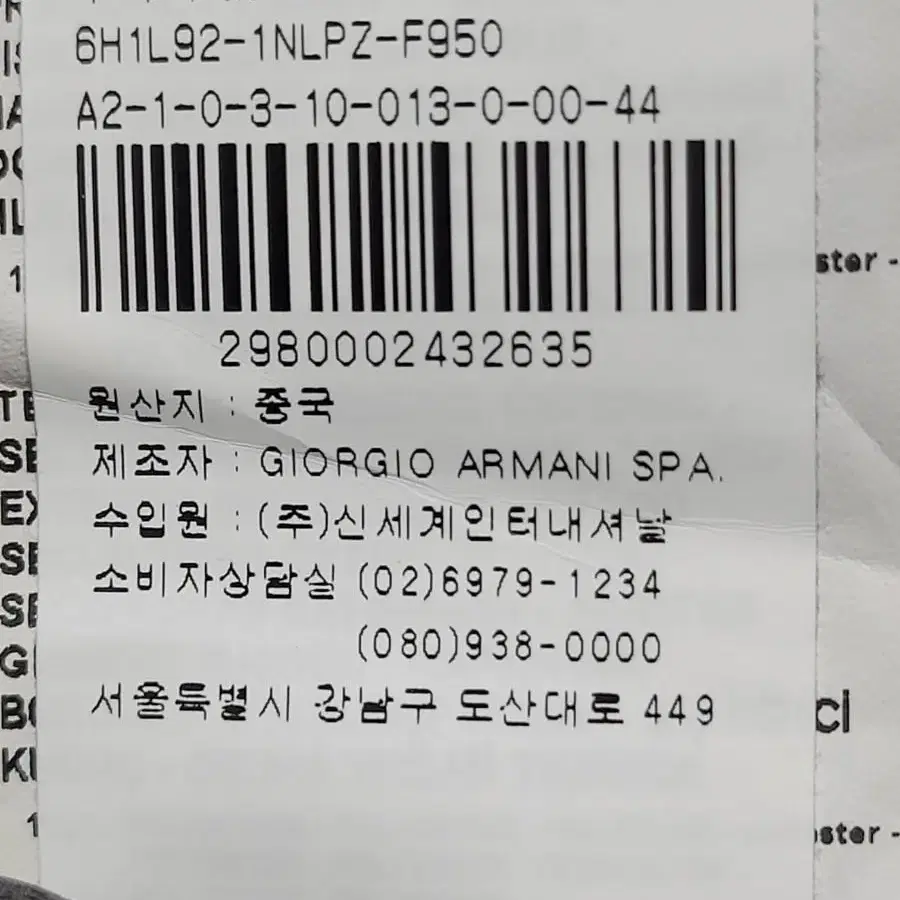 6H1L92-1NLPZ-F950
A2-1-0-3-10-013-0-00-44
2980002432635
원산지 : 중국
제조자 : GIORGIO ARMANI SPA.
수입원 : (주)신세계인터내셔날
소비자상담실 (02)6979-1234
(080)938-0000
서울특별시 강남구 도산대로 449